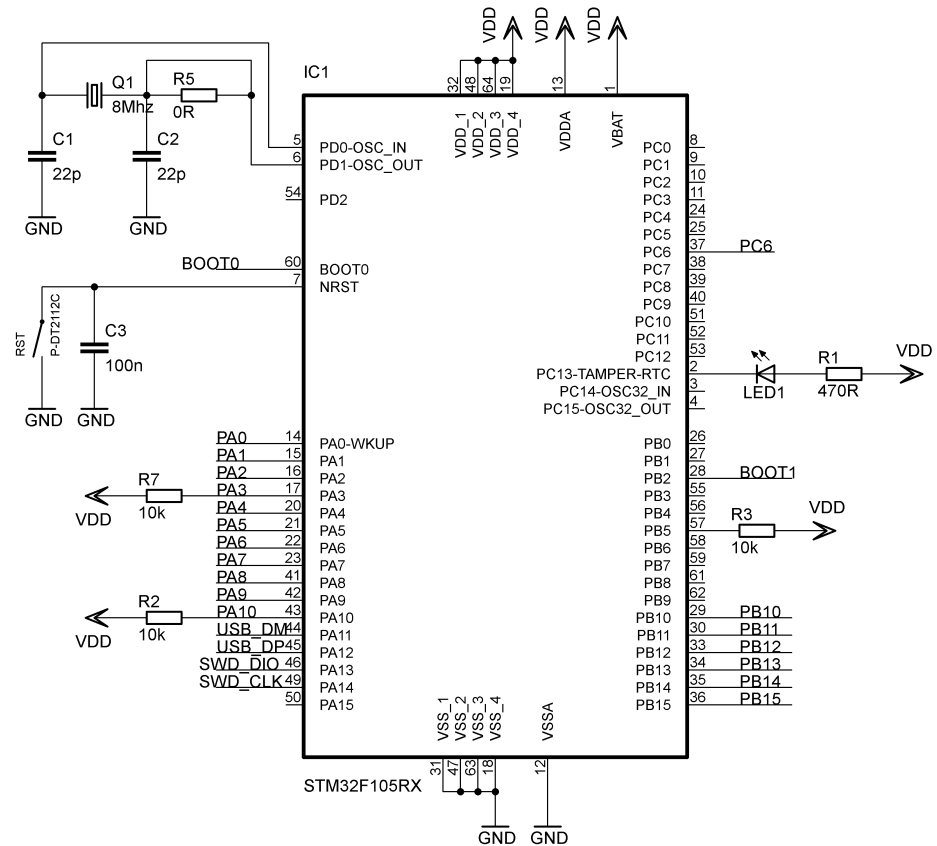 VDD VDD VDD
IC1
Q1
8Mhz
R5
0R
C1
22p
C2
22p
GND GND
32 48 64 19 13 1
VDD_1 VDD_2 VDD_3 VDD_4 VDDA VBAT
5 PD0-OSC_IN
6 PD1-OSC_OUT
54 PD2
BOOT0 60 BOOT0
7 NRST
RST
P-DT2112C
C3
100n
GND GND
PA0 14 PA0-WKUP
PA1 15 PA1
PA2 16 PA2
R7
10k
VDD
PA3 17 PA3
PA4 20 PA4
PA5 21 PA5
PA6 22 PA6
PA7 23 PA7
PA8 41 PA8
PA9 42 PA9
R2
10k
VDD
PA10 43 PA10
USB_DM 44 PA11
USB_DP 45 PA12
SWD_DIO 46 PA13
SWD_CLK 49 PA14
50 PA15
PC0 8
PC1 9
PC2 10
PC3 11
PC4 24
PC5 25
PC6 37 PC6
PC7 38
PC8 39
PC9 40
PC10 51
PC11 52
PC12 53
PC13-TAMPER-RTC 2
LED1
R1
470R
VDD
PC14-OSC32_IN 3
PC15-OSC32_OUT 4
PB0 26
PB1 27
PB2 28 BOOT1
PB3 55
PB4 56
PB5 57
R3
10k
VDD
PB6 58
PB7 59
PB8 61
PB9 62
PB10 29 PB10
PB11 30 PB11
PB12 33 PB12
PB13 34 PB13
PB14 35 PB14
PB15 36 PB15
VSS_1 VSS_2 VSS_3 VSS_4 VSSA
31 47 63 18 12
STM32F105RX
GND GND